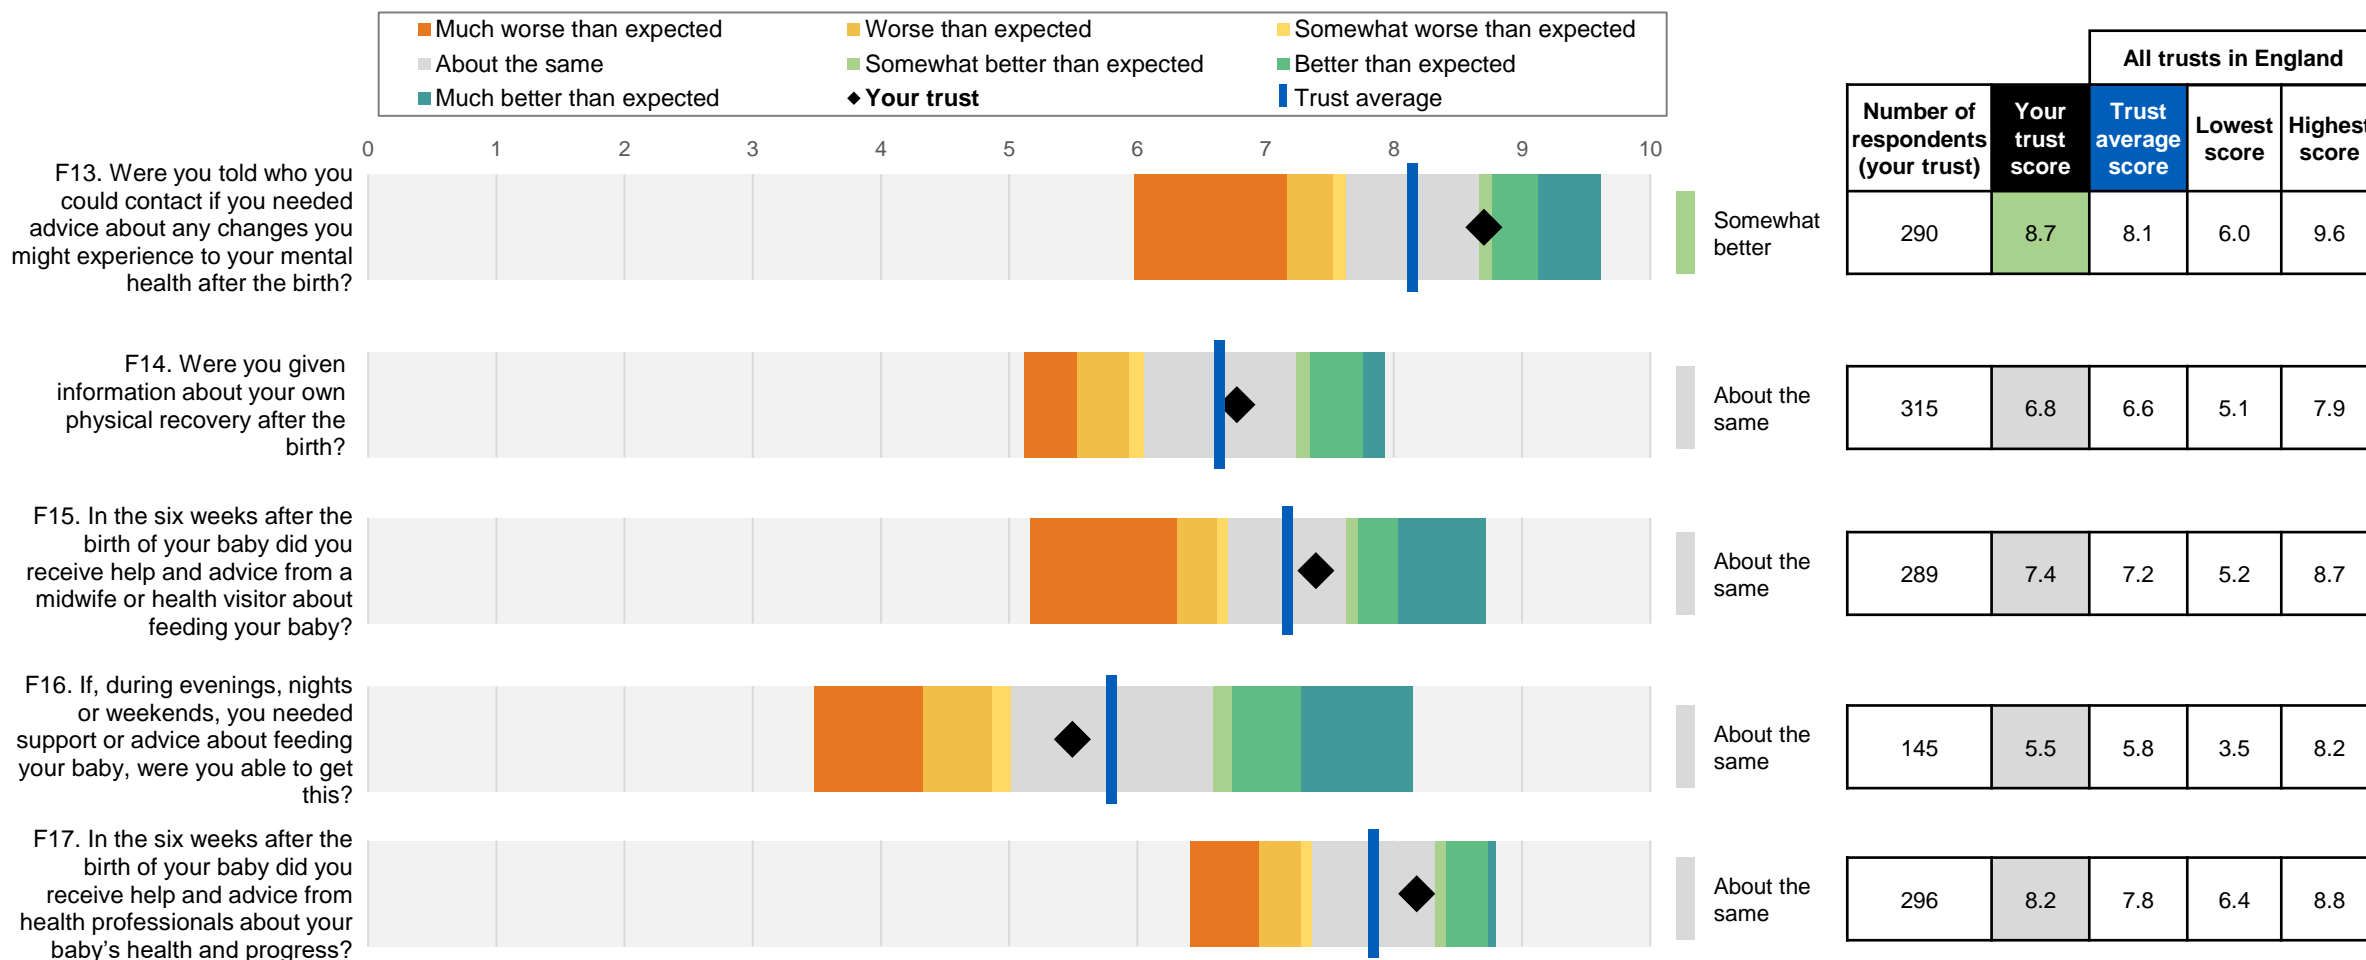 Much worse than expected
Worse than expected
Somewhat worse than expected
About the same
Somewhat better than expected
Better than expected
Much better than expected
Your trust
Trust average
All trusts in England
Number of
respondents
(your trust)
Your
trust
score
Trust
average
score
Lowest
score
Highest
score
0 1 2 3 4 5 6 7 8 9 10
F13. Were you told who you
could contact if you needed
advice about any changes you
might experience to your mental
health after the birth?
Somewhat
better
290 8.7 8.1 6.0 9.6
F14. Were you given
information about your own
physical recovery after the
birth?
About the
same
315 6.8 6.6 5.1 7.9
F15. In the six weeks after the
birth of your baby did you
receive help and advice from a
midwife or health visitor about
feeding your baby?
About the
same
289 7.4 7.2 5.2 8.7
F16. If, during evenings, nights
or weekends, you needed
support or advice about feeding
your baby, were you able to get
this?
About the
same
145 5.5 5.8 3.5 8.2
F17. In the six weeks after the
birth of your baby did you
receive help and advice from
health professionals about your
baby’s health and progress?
About the
same
296 8.2 7.8 6.4 8.8